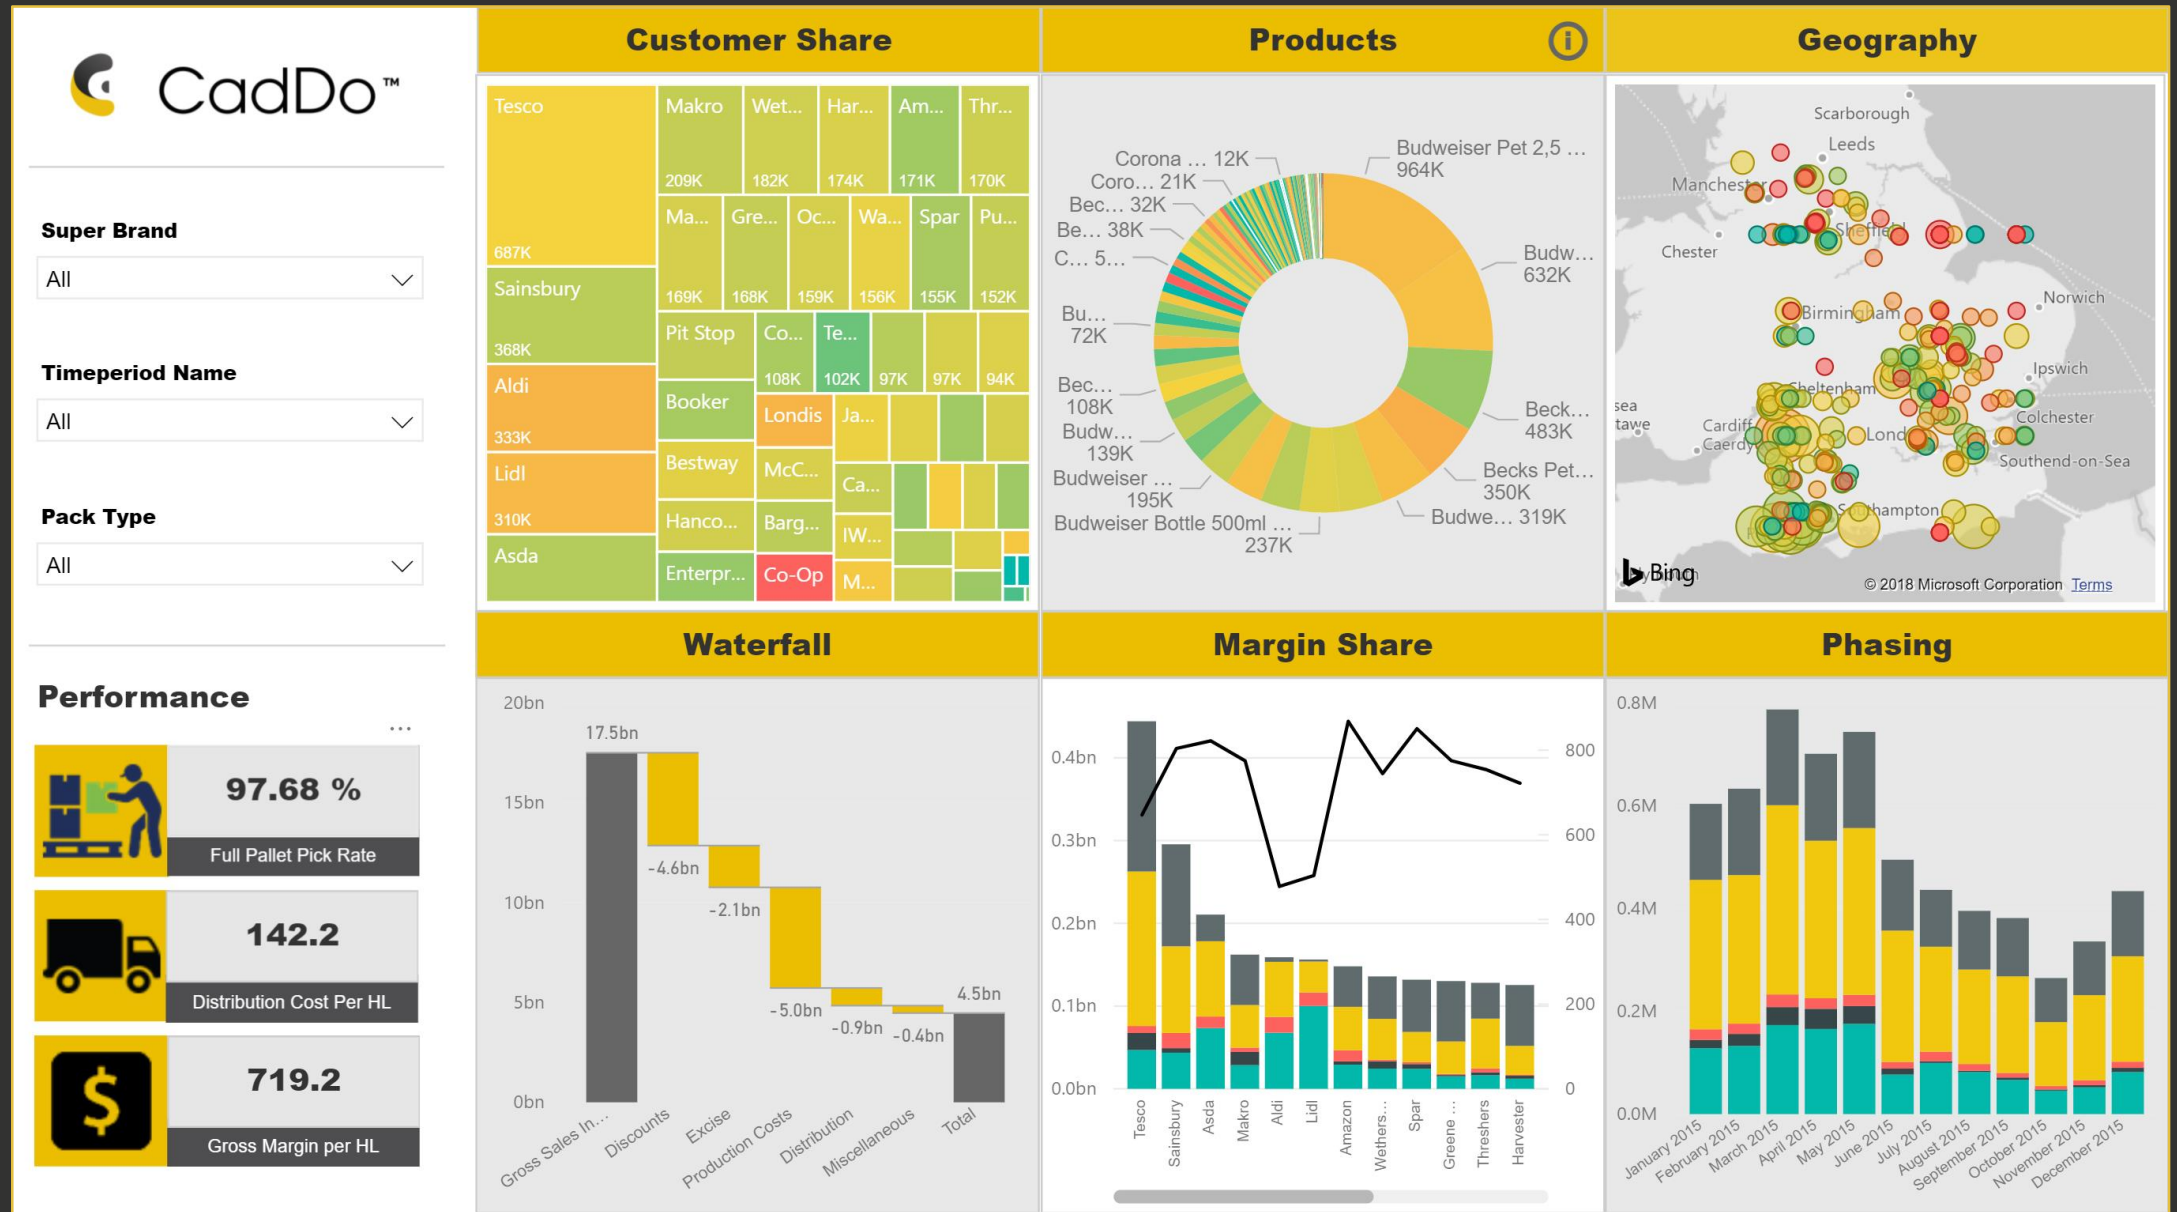 CadDo™
Super Brand
All
Timeperiod Name
All
Pack Type
All
Performance
...
97.68 %
Full Pallet Pick Rate
142.2
Distribution Cost Per HL
719.2
Gross Margin per HL
Customer Share
Tesco
687K
Sainsbury
368K
Aldi
333K
Lidl
310K
Asda
Makro
209K
Wet...
182K
Har...
174K
Am...
171K
Thr...
170K
Ma...
169K
Gre...
168K
Oc...
159K
Wa...
156K
Spar
155K
Pu...
152K
Pit Stop
Co...
108K
Te...
102K
97K
97K
94K
Booker
Londis
Ja...
Bestway
McC...
Ca...
Hanco...
Barg...
IW...
Enterpr...
Co-Op
M...
Products
Budweiser Pet 2,5 ...
964K
Budw...
632K
Beck...
483K
Becks Pet...
350K
Budwe... 319K
Budweiser Bottle 500ml ...
237K
Budweiser ...
195K
Budw...
139K
Bec...
108K
Bu...
72K
C... 5...
Be... 38K
Bec... 32K
Coro... 21K
Corona ... 12K
Geography
Scarborough
Leeds
Manchester
Sheffield
Chester
Norwich
Birmingham
Ipswich
Cheltenham
Colchester
sea
tawe
Cardiff
Caerdy
Lond
Southend-on-Sea
Southampton
Bing
© 2018 Microsoft Corporation Terms
Waterfall
20bn
15bn
10bn
5bn
0bn
17.5bn
-4.6bn
-2.1bn
-5.0bn
-0.9bn
-0.4bn
4.5bn
Gross Sales In...
Discounts
Excise
Production Costs
Distribution
Miscellaneous
Total
Margin Share
0.4bn
0.3bn
0.2bn
0.1bn
0.0bn
800
600
400
200
0
Tesco
Sainsbury
Asda
Makro
Aldi
Lidl
Amazon
Wethers...
Spar
Greene ...
Threshers
Harvester
Phasing
0.8M
0.6M
0.4M
0.2M
0.0M
January 2015
February 2015
March 2015
April 2015
May 2015
June 2015
July 2015
August 2015
September 2015
October 2015
November 2015
December 2015